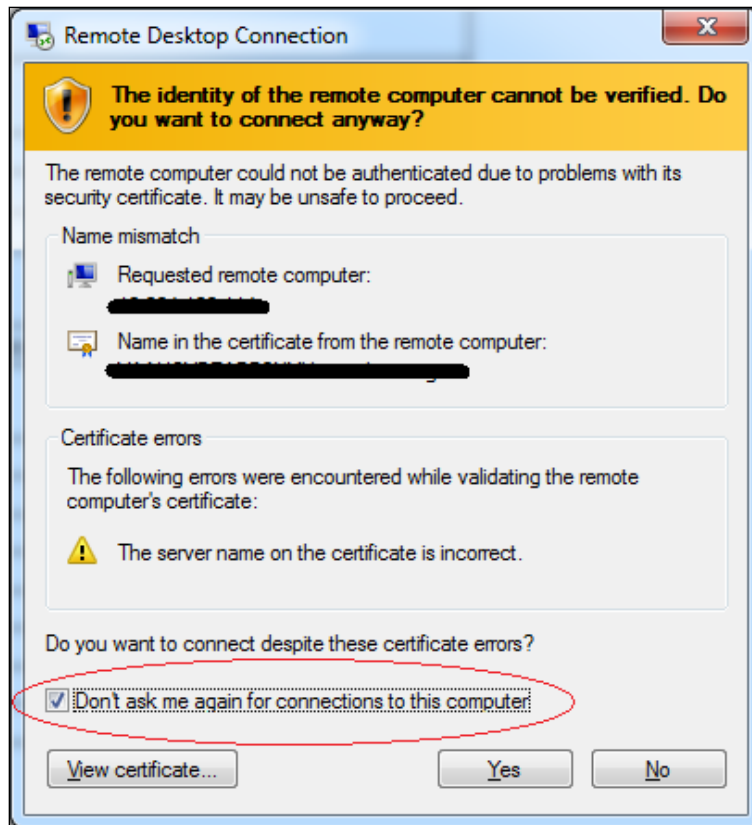 Remote Desktop Connection
The identity of the remote computer cannot be verified. Do
you want to connect anyway?
The remote computer could not be authenticated due to problems with its
security certificate. It may be unsafe to proceed.
Name mismatch
Requested remote computer:
Name in the certificate from the remote computer:
Certificate errors
The following errors were encountered while validating the remote
computer's certificate:
The server name on the certificate is incorrect.
Do you want to connect despite these certificate errors?
Don't ask me again for connections to this computer
View certificate... Yes No